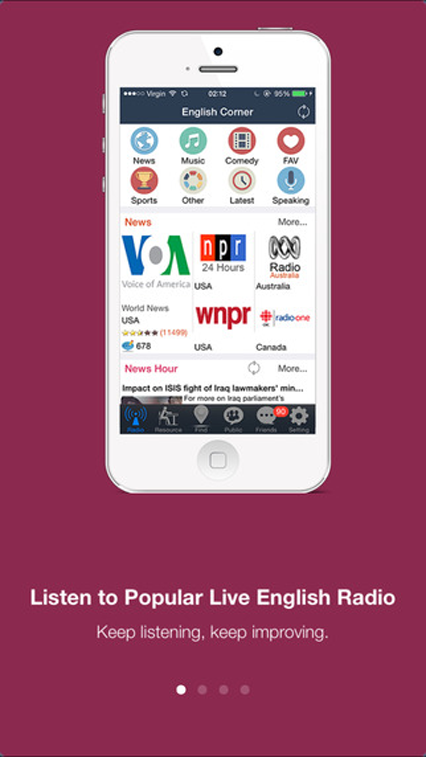 Virgin 02:12 95%
English Corner
News Music Comedy FAV
Sports Other Latest Speaking
News More...
VOA
Voice of America
World News
USA
(11499)
678
npr
24 Hours
USA
Radio
Australia
Australia
wnpr
USA
CBC radio one
Canada
News Hour More...
Impact on ISIS fight of Iraq lawmakers' min...
For more on Iraq parliament's
90
Radio Resource Find Public Friends Setting
Listen to Popular Live English Radio
Keep listening, keep improving.